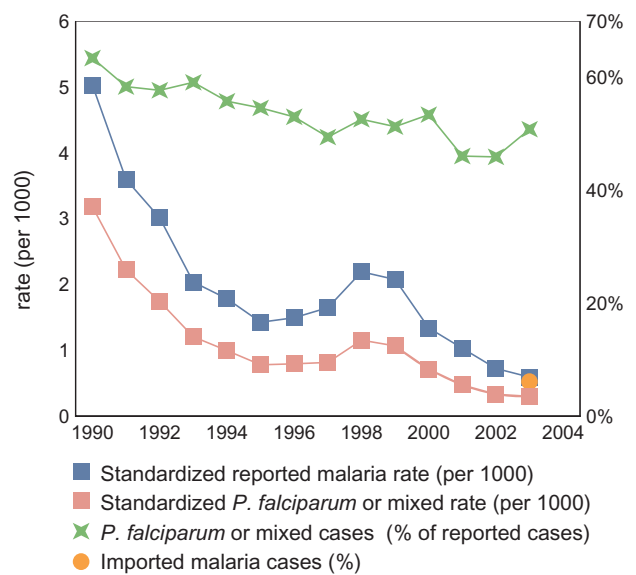 6
5
4
3
2
1
0
rate (per 1000)
70%
60%
40%
20%
0%
1990 1992 1994 1996 1998 2000 2002 2004
Standardized reported malaria rate (per 1000)
Standardized P. falciparum or mixed rate (per 1000)
P. falciparum or mixed cases (% of reported cases)
Imported malaria cases (%)